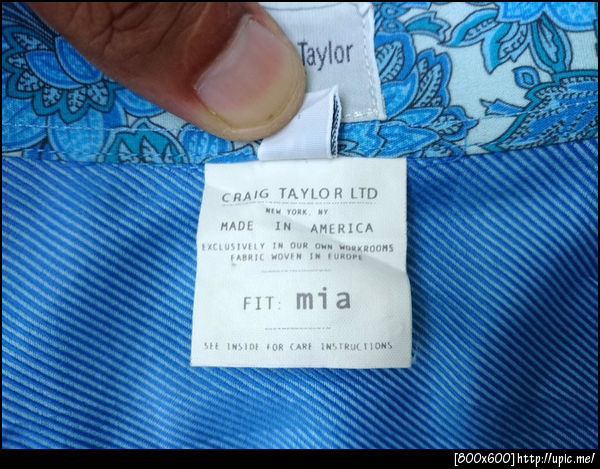 Taylor
CRAIG TAYLOR LTD
NEW YORK, NY
MADE IN AMERICA
EXCLUSIVELY IN OUR OWN WORKROOMS
FABRIC WOVEN IN EUROPE
FIT: mia
SEE INSIDE FOR CARE INSTRUCTIONS
[800x600]http://upic.me/